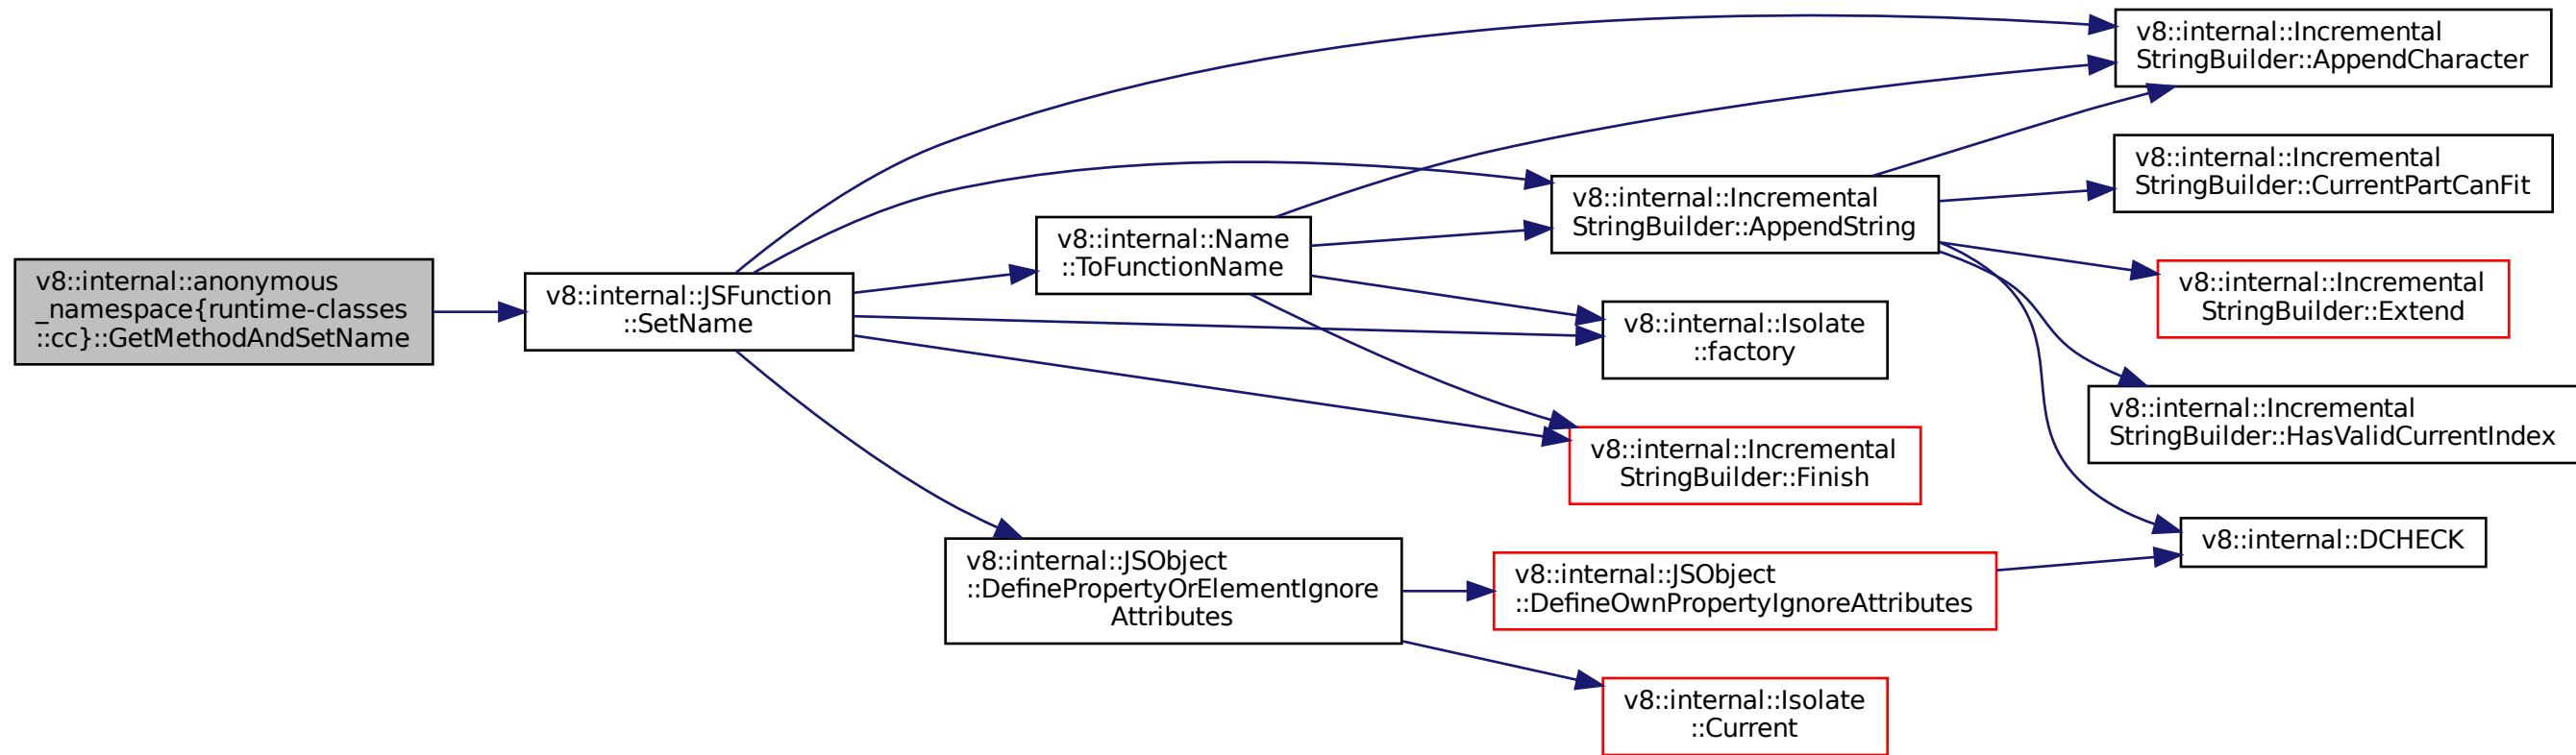 v8::internal::anonymous
_namespace{runtime-classes
::cc}::GetMethodAndSetName
v8::internal::JSFunction
::SetName
v8::internal::Name
::ToFunctionName
v8::internal::JSObject
::DefinePropertyOrElementIgnore
Attributes
v8::internal::Incremental
StringBuilder::AppendString
v8::internal::Isolate
::factory
v8::internal::Incremental
StringBuilder::Finish
v8::internal::JSObject
::DefineOwnPropertyIgnoreAttributes
v8::internal::Isolate
::Current
v8::internal::Incremental
StringBuilder::AppendCharacter
v8::internal::Incremental
StringBuilder::CurrentPartCanFit
v8::internal::Incremental
StringBuilder::Extend
v8::internal::Incremental
StringBuilder::HasValidCurrentIndex
v8::internal::DCHECK